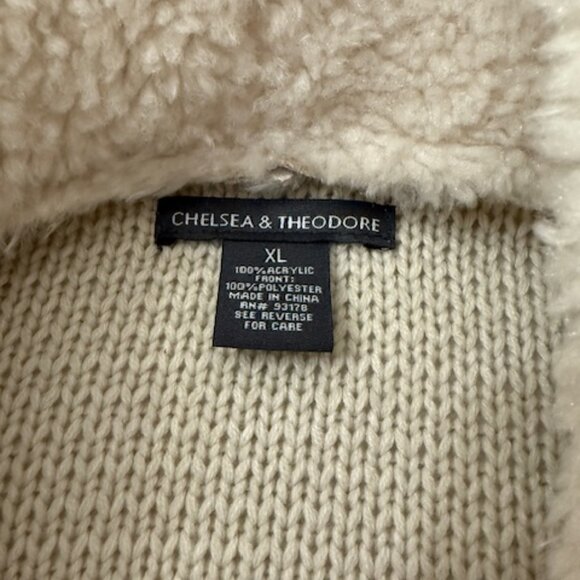 CHELSEA & THEODORE
XL
100% ACRYLIC
FRONT:
100% POLYESTER
MADE IN CHINA
RN# 93178
SEE REVERSE
FOR CARE